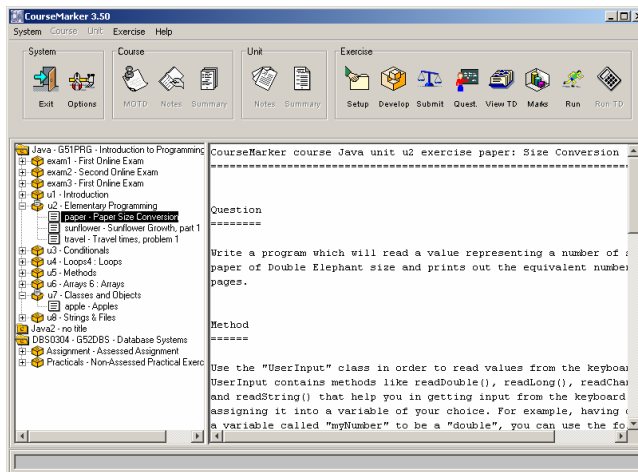 CourseMarker 3.50
System Course Unit Exercise Help
System Course Unit Exercise
Exit Options MOTD Notes Summary Notes Summary Setup Develop Submit Quest. View TD Marks Run Run TD
Java - G51PRG - Introduction to Programming
exam1 - First Online Exam
exam2 - Second Online Exam
exam3 - First Online Exam
u1 - Introduction
u2 - Elementary Programming
paper - Paper Size Conversion
sunflower - Sunflower Growth, part 1
travel - Travel times, problem 1
u3 - Conditionals
u4 - Loops4 : Loops
u5 - Methods
u6 - Arrays 6 : Arrays
u7 - Classes and Objects
apple - Apples
u8 - Strings & Files
Java2 - no title
DBS0304 - G52DBS - Database Systems
Assignment - Assessed Assignment
Practicals - Non-Assessed Practical Exerc
CourseMarker course Java unit u2 exercise paper: Size Conversion
=================================================================
Question
========
Write a program which will read a value representing a number of s
paper of Double Elephant size and prints out the equivalent number
pages.
Method
======
Use the "UserInput" class in order to read values from the keyboar
UserInput contains methods like readDouble(), readLong(), readCha
and readString() that help you in getting input from the keyboard
assigning it into a variable of your choice. For example, having
a variable called "myNumber" to be a "double", you can use the fo